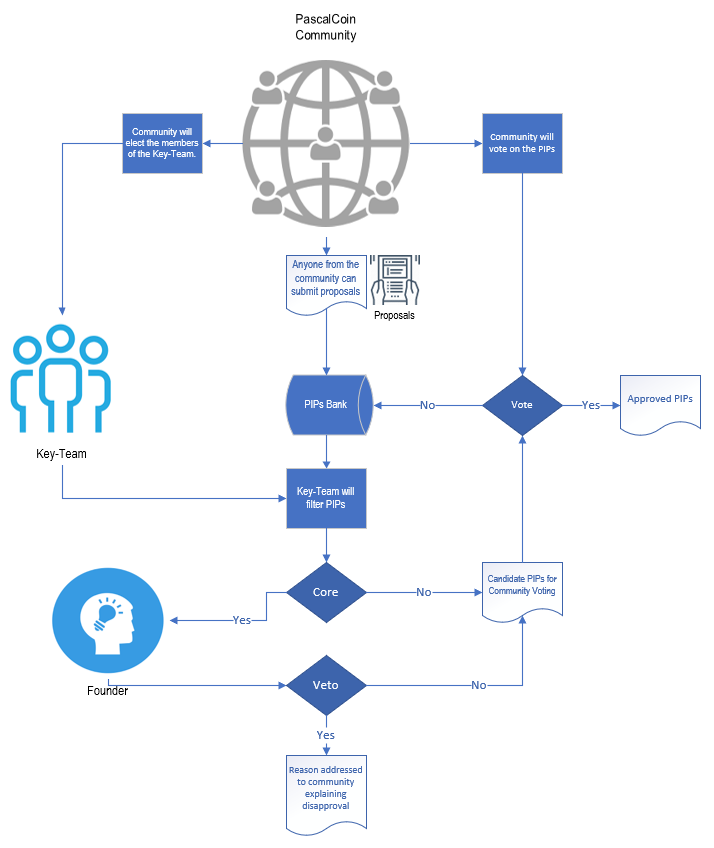 PascalCoin
Community
Community will
elect the members
of the Key-Team.
Community will
vote on the PIPs
Anyone from the
community can
submit proposals
Proposals
PIPs Bank
No
Vote
Yes
Approved PIPs
Key-Team
Key-Team will
filter PIPs
Core
No
Candidate PIPs for
Community Voting
Yes
Founder
Veto
No
Yes
Reason addressed
to community
explaining
disapproval